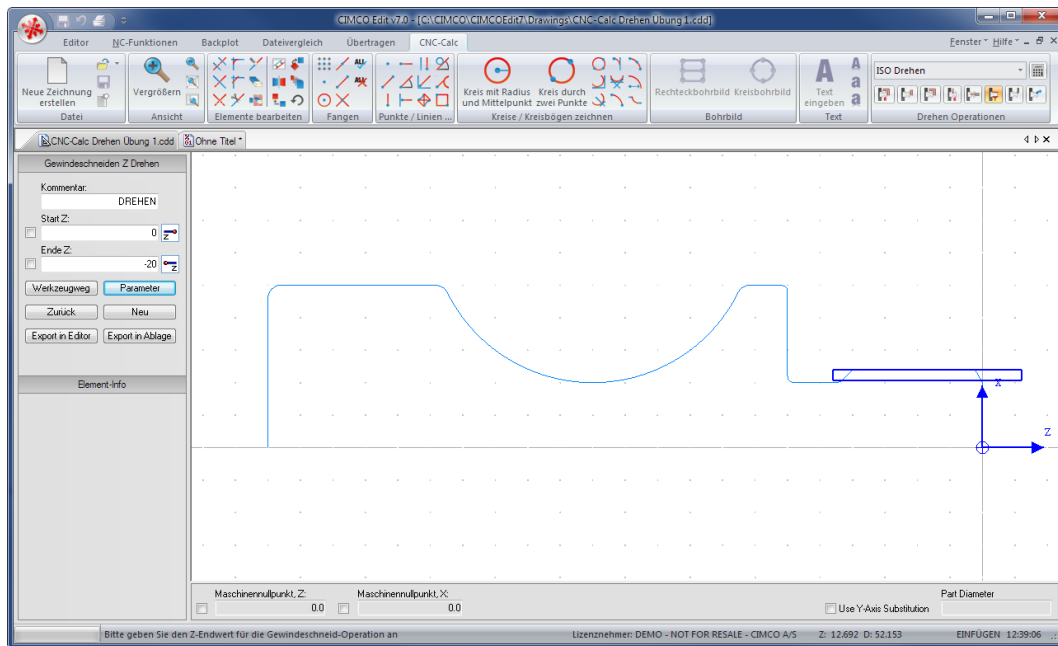 CIMCO Edit v7.0 - [C:\CIMCO\CIMCOEdit7\Drawings\CNC-Calc Drehen Übung 1.cdd]
Editor NC-Funktionen Backplot Dateivergleich Übertragen CNC-Calc Fenster Hilfe
Neue Zeichnung erstellen
Vergrößern
Kreis mit Radius und Mittelpunkt
Kreis durch zwei Punkte
Rechteckbohrbild Kreisbohrbild
Text eingeben
A
A
a
a
ISO Drehen
Datei Ansicht Elemente bearbeiten Fangen Punkte / Linien ... Kreise / Kreisbögen zeichnen Bohrbild Text Drehen Operationen
CNC-Calc Drehen Übung 1.cdd Ohne Titel *
Gewindeschneiden Z Drehen
Kommentar:
DREHEN
Start Z:
0
Z
Ende Z:
-20
Z
Werkzeugweg Parameter
Zurück Neu
Export in Editor Export in Ablage
Element-Info
X
Z
Maschinennullpunkt, Z: Maschinennullpunkt, X: Part Diameter
0.0 0.0 Use Y-Axis Substitution
Bitte geben Sie den Z-Endwert für die Gewindeschneid-Operation an Lizenznehmer: DEMO - NOT FOR RESALE - CIMCO A/S Z: 12.692 D: 52.153 EINFÜGEN 12:39:06